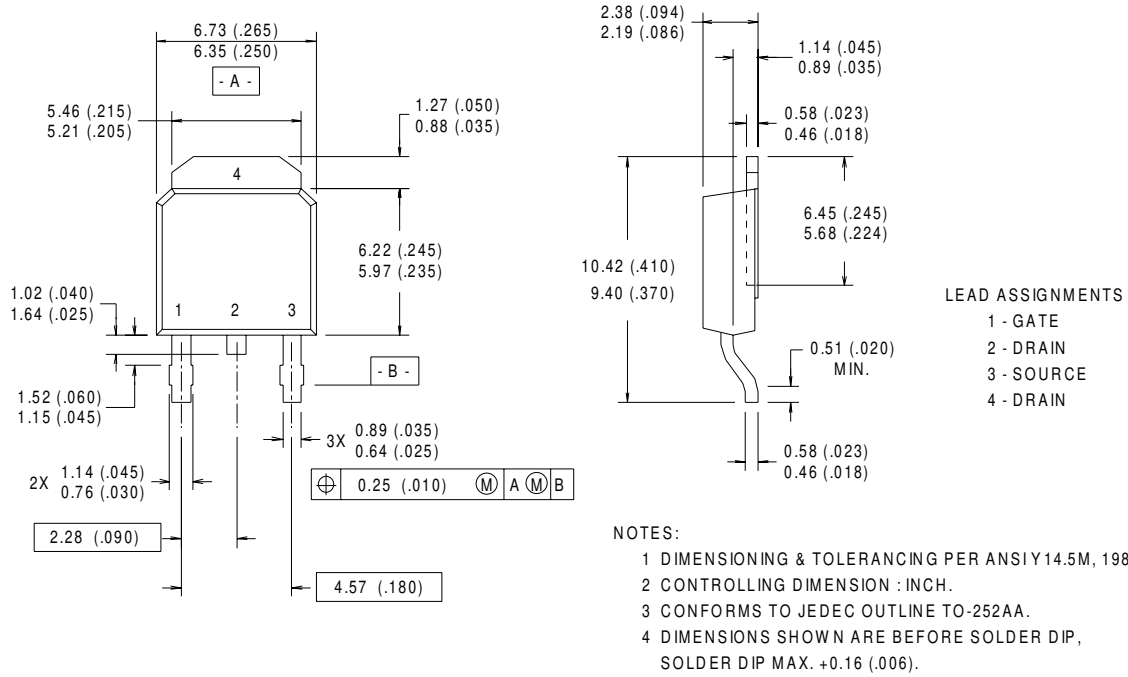 6.73 (.265)
6.35 (.250)
- A -
5.46 (.215)
5.21 (.205)
1.27 (.050)
0.88 (.035)
4
6.22 (.245)
5.97 (.235)
1.02 (.040)
1.64 (.025)
1 2 3
- B -
1.52 (.060)
1.15 (.045)
3X 0.89 (.035)
0.64 (.025)
2X 1.14 (.045)
0.76 (.030)
⌖ 0.25 (.010) Ⓜ A Ⓜ B
2.28 (.090)
4.57 (.180)
2.38 (.094)
2.19 (.086)
1.14 (.045)
0.89 (.035)
0.58 (.023)
0.46 (.018)
6.45 (.245)
5.68 (.224)
10.42 (.410)
9.40 (.370)
0.51 (.020)
MIN.
0.58 (.023)
0.46 (.018)
LEAD ASSIGNMENTS
1 - GATE
2 - DRAIN
3 - SOURCE
4 - DRAIN
NOTES:
1 DIMENSIONING & TOLERANCING PER ANSI Y14.5M, 198
2 CONTROLLING DIMENSION : INCH.
3 CONFORMS TO JEDEC OUTLINE TO-252AA.
4 DIMENSIONS SHOWN ARE BEFORE SOLDER DIP,
SOLDER DIP MAX. +0.16 (.006).